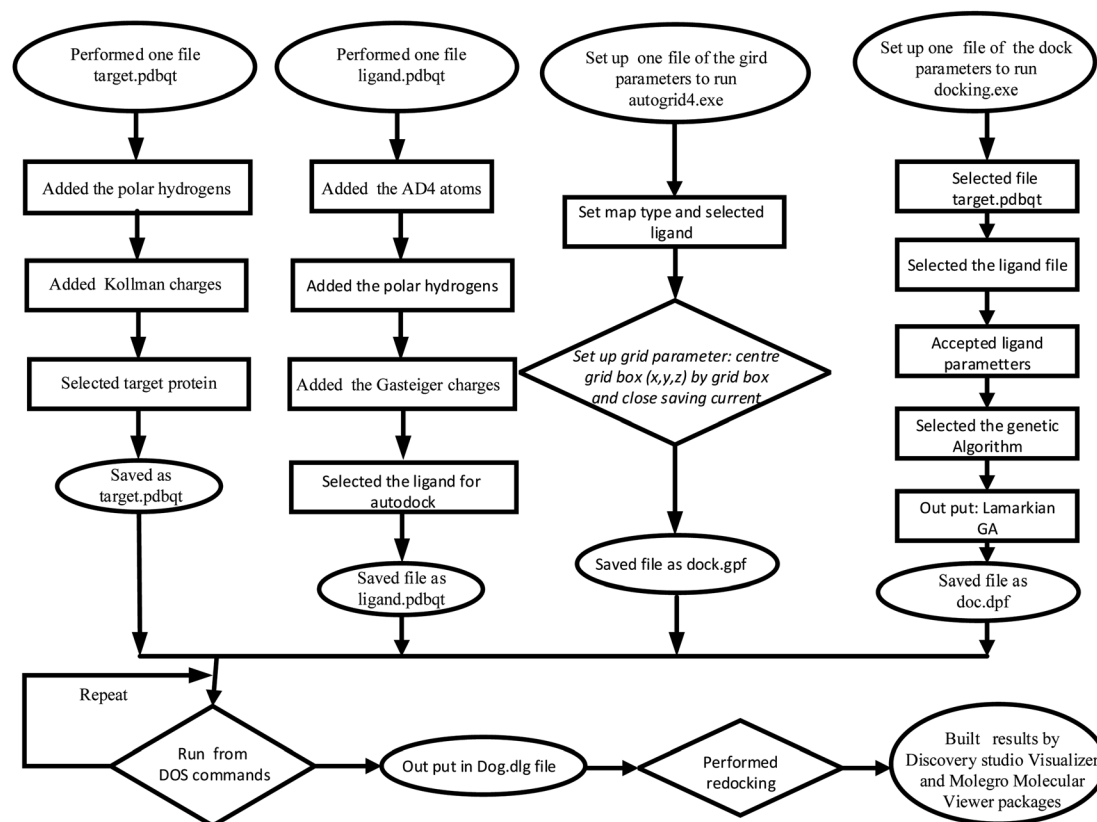 Performed one file
target.pdbqt
Added the polar hydrogens
Added Kollman charges
Selected target protein
Saved as
target.pdbqt
Performed one file
ligand.pdbqt
Added the AD4 atoms
Added the polar hydrogens
Added the Gasteiger charges
Selected the ligand for
autodock
Saved file as
ligand.pdbqt
Set up one file of the gird
parameters to run
autogrid4.exe
Set map type and selected
ligand
Set up grid parameter: centre
grid box (x,y,z) by grid box
and close saving current
Saved file as dock.gpf
Set up one file of the dock
parameters to run
docking.exe
Selected file
target.pdbqt
Selected the ligand file
Accepted ligand
parametters
Selected the genetic
Algorithm
Out put: Lamarkian
GA
Saved file as
doc.dpf
Repeat
Run from
DOS commands
Out put in Dog.dlg file
Performed
redocking
Built results by
Discovery studio Visualizer
and Molegro Molecular
Viewer packages